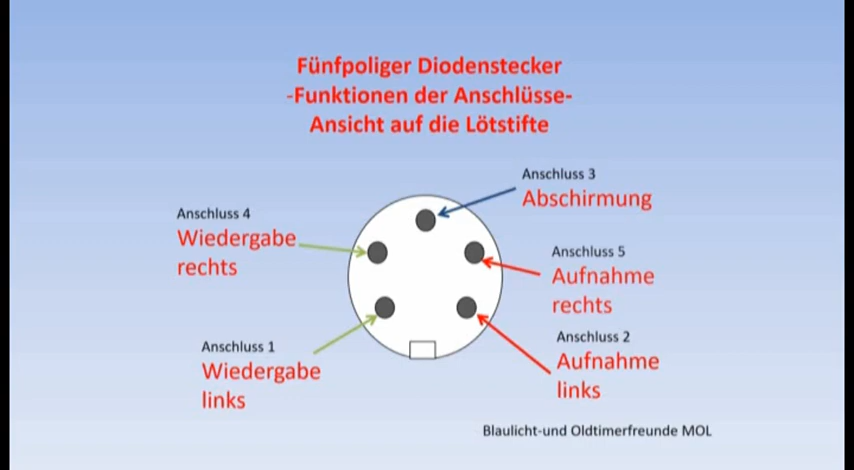 Fünfpoliger Diodenstecker
-Funktionen der Anschlüsse-
Ansicht auf die Lötstifte
Anschluss 3
Abschirmung
Anschluss 4
Wiedergabe
rechts
Anschluss 5
Aufnahme
rechts
Anschluss 2
Aufnahme
links
Anschluss 1
Wiedergabe
links
Blaulicht-und Oldtimerfreunde MOL